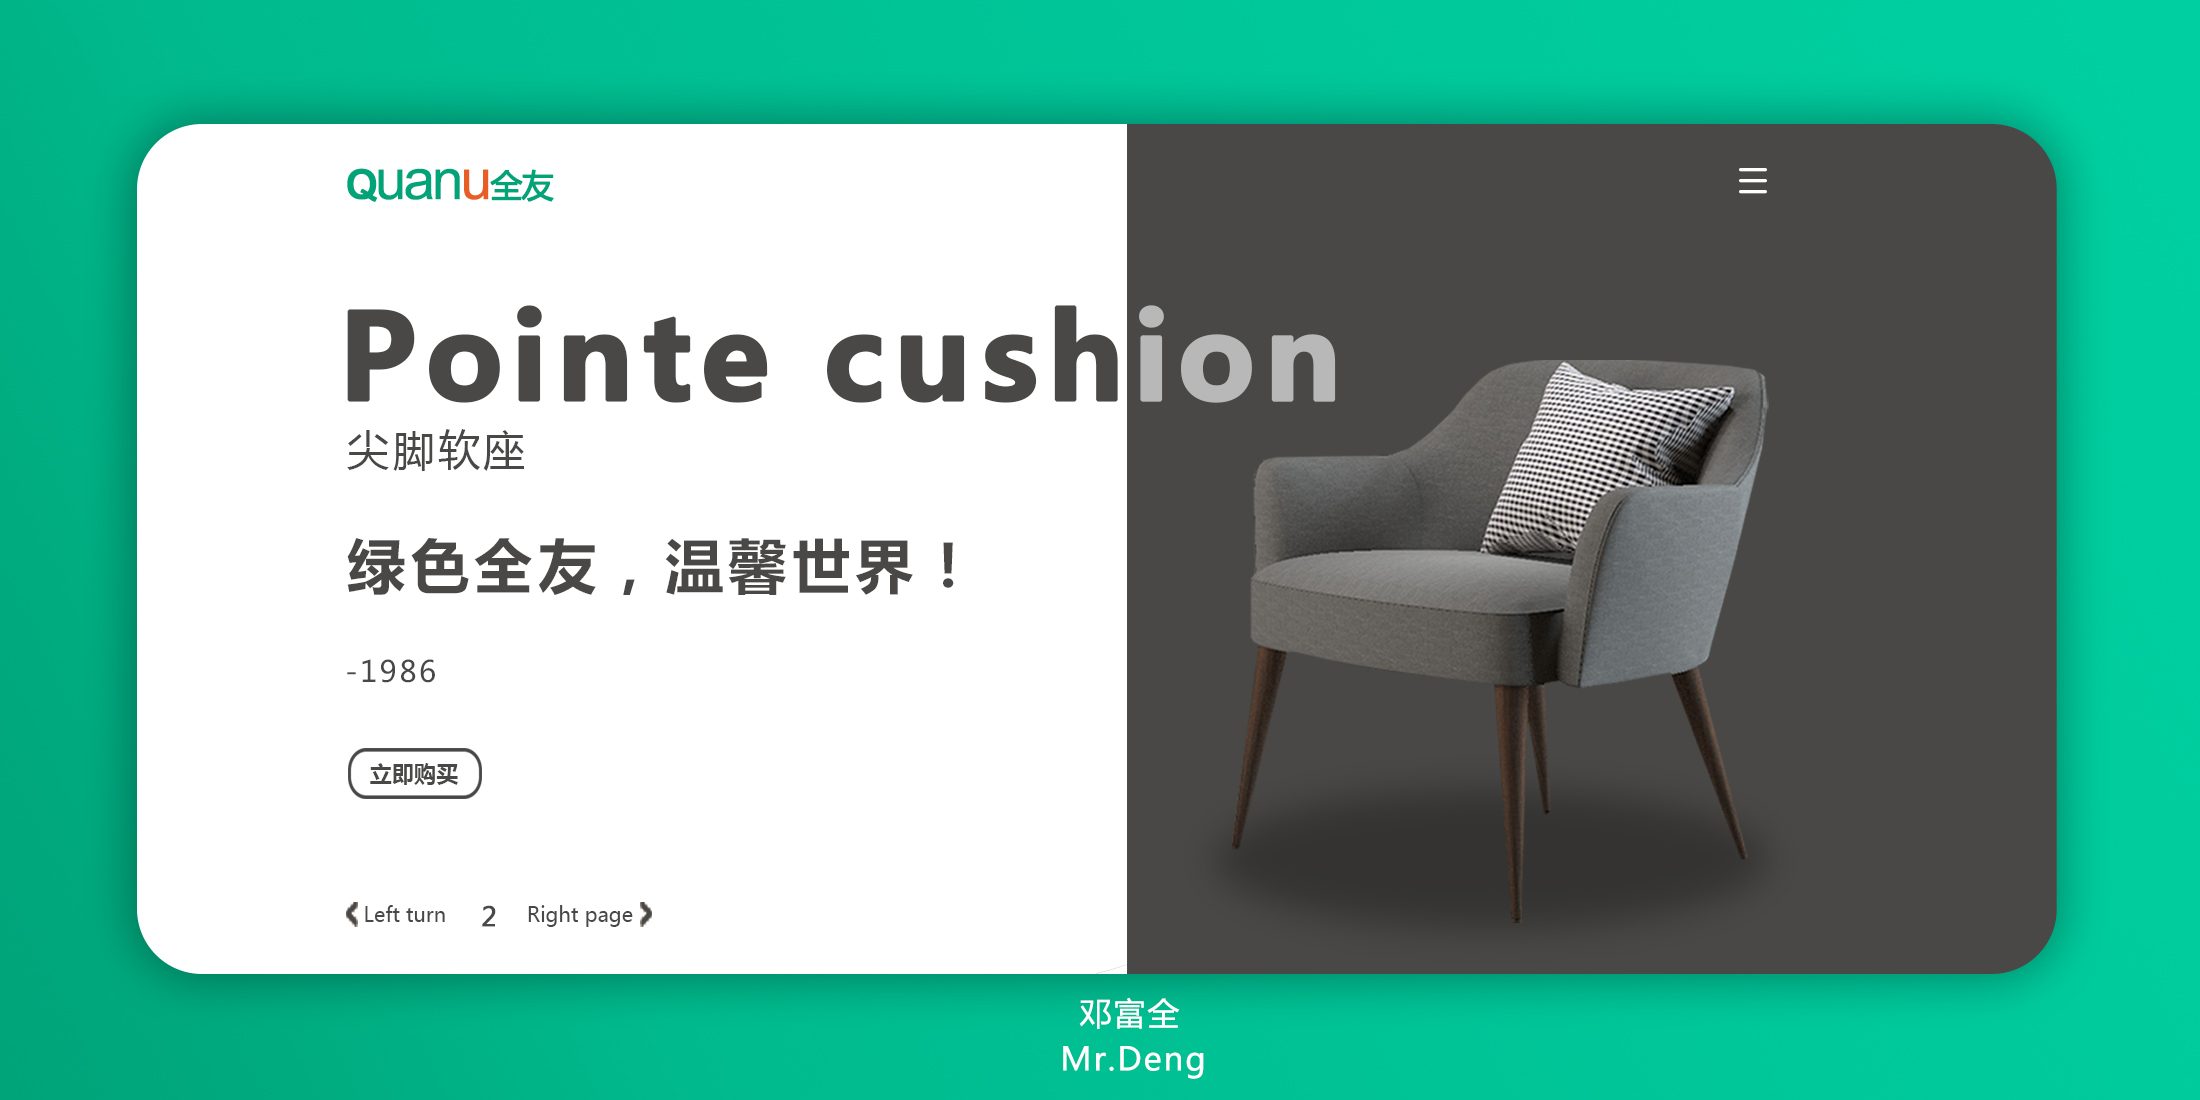 Quanu全友
Pointe cushion
尖脚软座
绿色全友，温馨世界！
-1986
立即购买
Left turn 2 Right page
邓富全
Mr.Deng